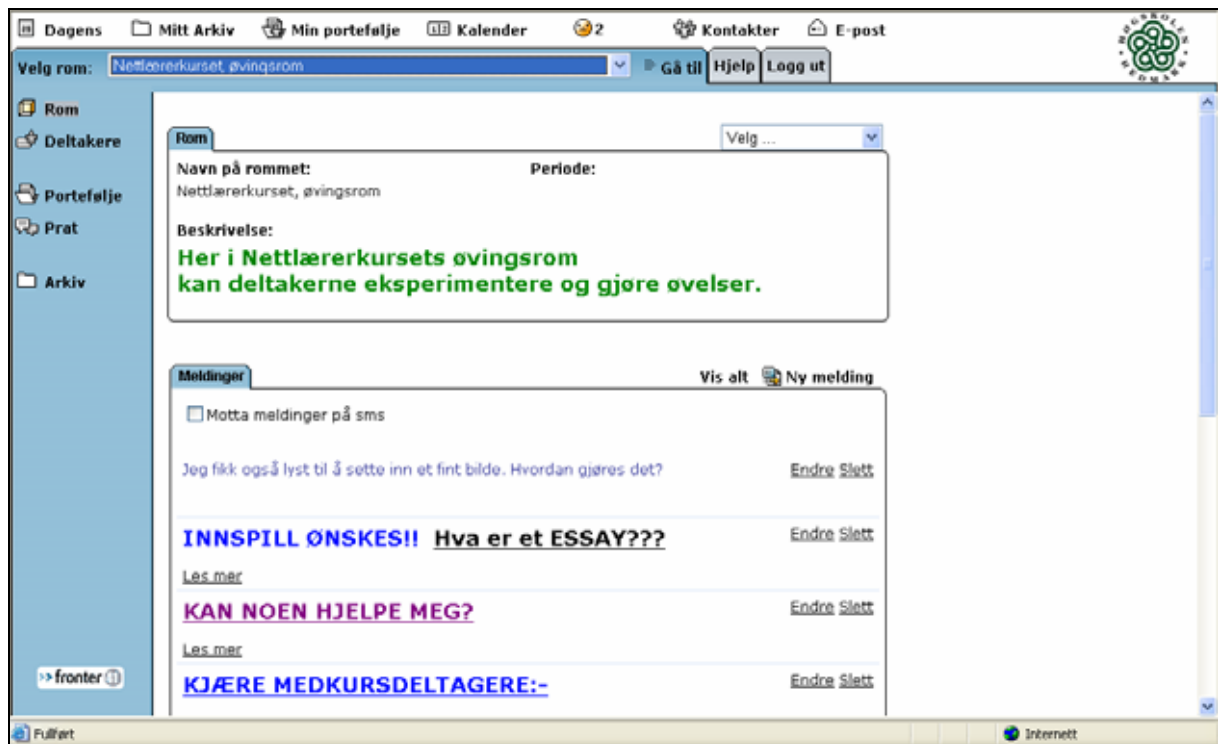 Dagens Mitt Arkiv Min portefølje Kalender 2 Kontakter E-post
HØGSKOLEN I HEDMARK
Velg rom: Nettlærerkurset, øvingsrom Gå til Hjelp Logg ut
Rom
Deltakere
Portefølje
Prat
Arkiv
Rom Velg ...
Navn på rommet: Periode:
Nettlærerkurset, øvingsrom
Beskrivelse:
Her i Nettlærerkursets øvingsrom
kan deltakerne eksperimentere og gjøre øvelser.
Meldinger Vis alt Ny melding
Motta meldinger på sms
Jeg fikk også lyst til å sette inn et fint bilde. Hvordan gjøres det? Endre Slett
INNSPILL ØNSKES!! Hva er et ESSAY??? Endre Slett
Les mer
KAN NOEN HJELPE MEG? Endre Slett
Les mer
KJÆRE MEDKURSDELTAGERE:- Endre Slett
fronter
Fullført Internett